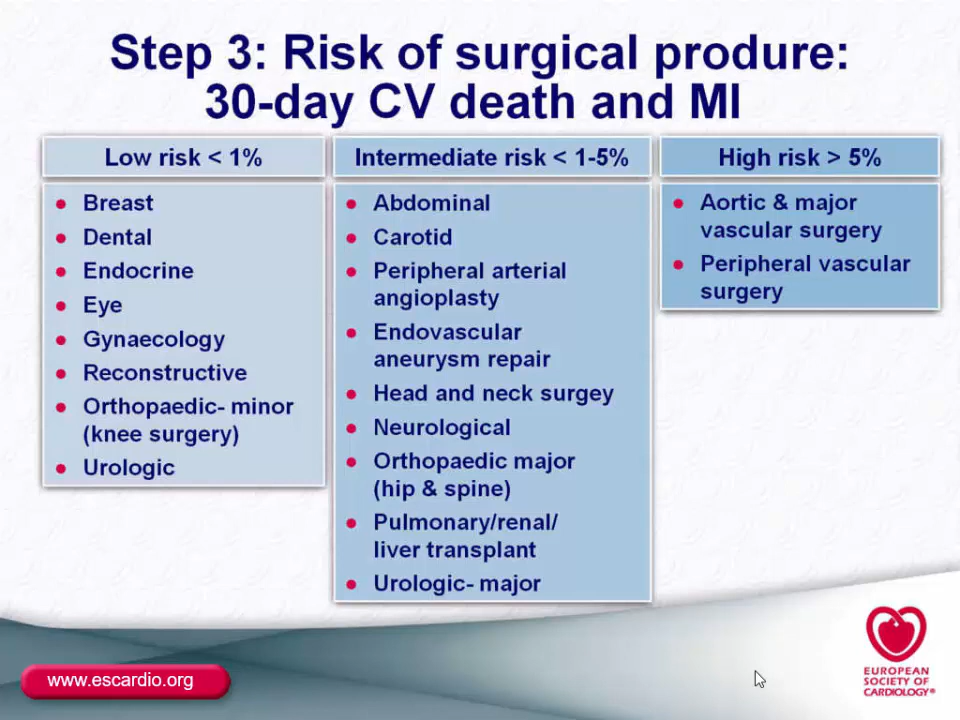 Step 3: Risk of surgical produre:
30-day CV death and MI
Low risk < 1%
● Breast
● Dental
● Endocrine
● Eye
● Gynaecology
● Reconstructive
● Orthopaedic- minor
(knee surgery)
● Urologic
Intermediate risk < 1-5%
● Abdominal
● Carotid
● Peripheral arterial
angioplasty
● Endovascular
aneurysm repair
● Head and neck surgey
● Neurological
● Orthopaedic major
(hip & spine)
● Pulmonary/renal/
liver transplant
● Urologic- major
High risk > 5%
● Aortic & major
vascular surgery
● Peripheral vascular
surgery
www.escardio.org
EUROPEAN
SOCIETY OF
CARDIOLOGY®